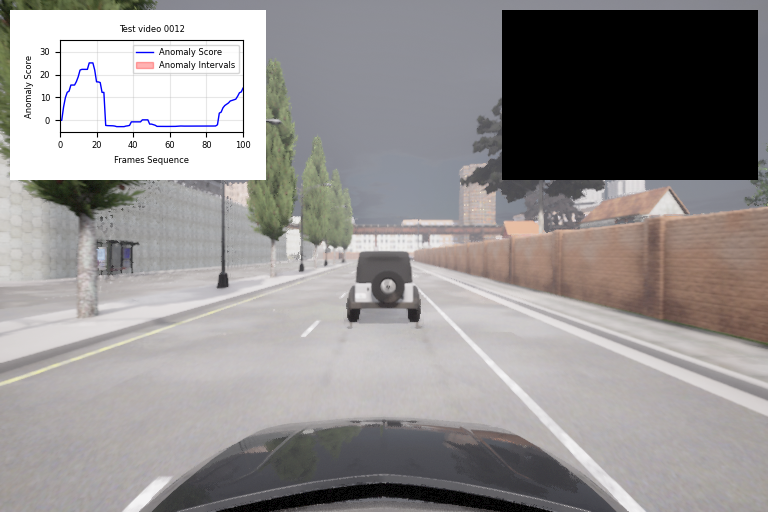 Test video 0012
Anomaly Score
Anomaly Intervals
Anomaly Score
30
20
10
0
0 20 40 60 80 100
Frames Sequence